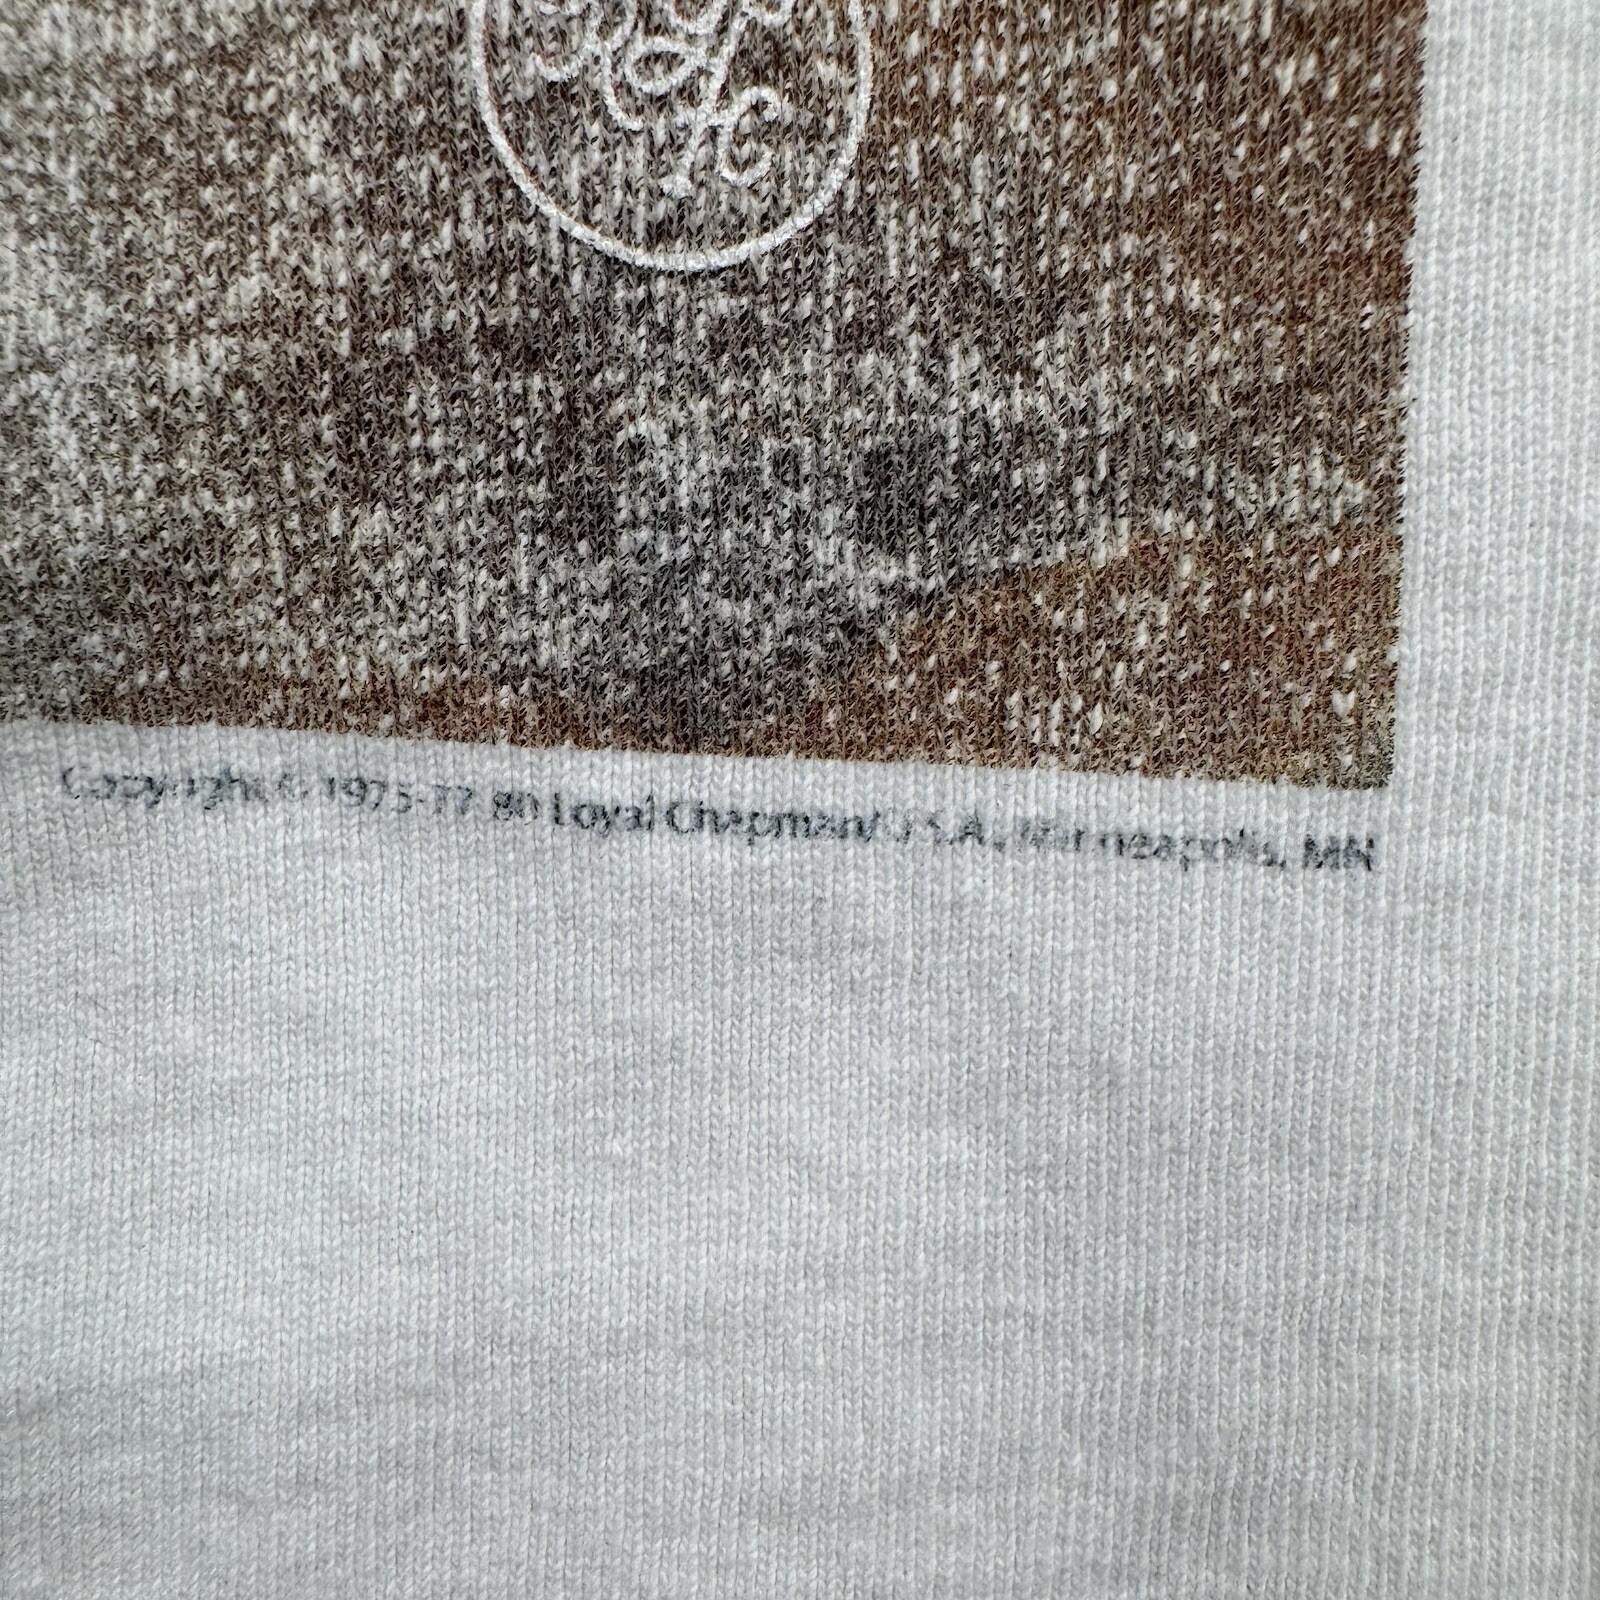 Copyright © 1975-77-80 Loyal Chapman/U.S.A., Minneapolis, MN